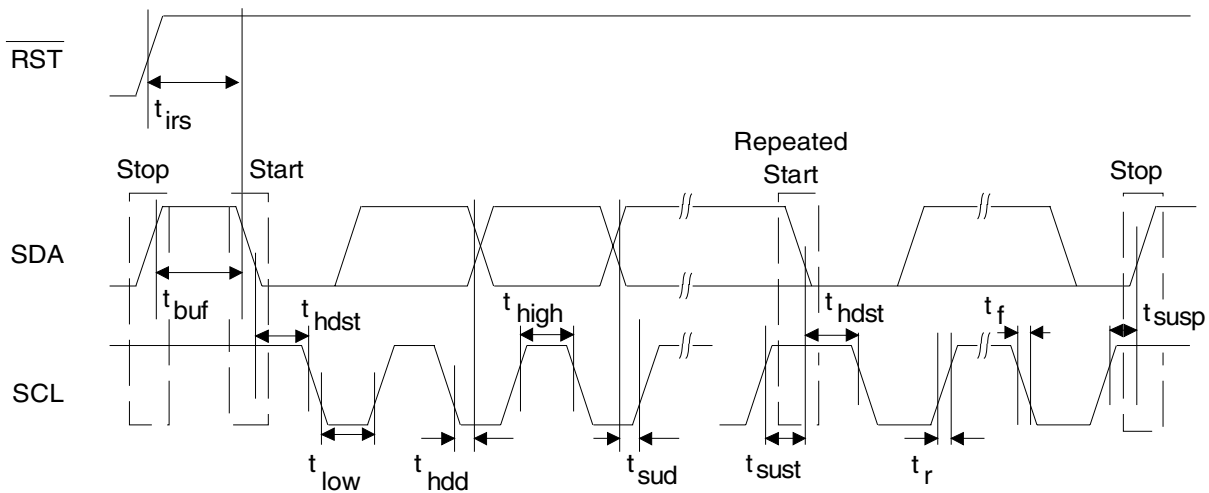 RST
t irs
Stop
Start
Repeated
Start
Stop
SDA
t buf
t hdst
t high
t hdst
t f
t susp
SCL
t low
t hdd
t sud
t sust
t r